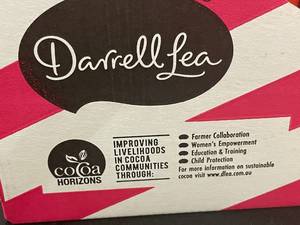 Darrell Lea
cocoa
HORIZONS
IMPROVING
LIVELIHOODS
IN COCOA
COMMUNITIES
THROUGH:
Farmer Collaboration
Women's Empowerment
Education & Training
Child Protection
For more information on sustainable
cocoa visit www.dlea.com.au